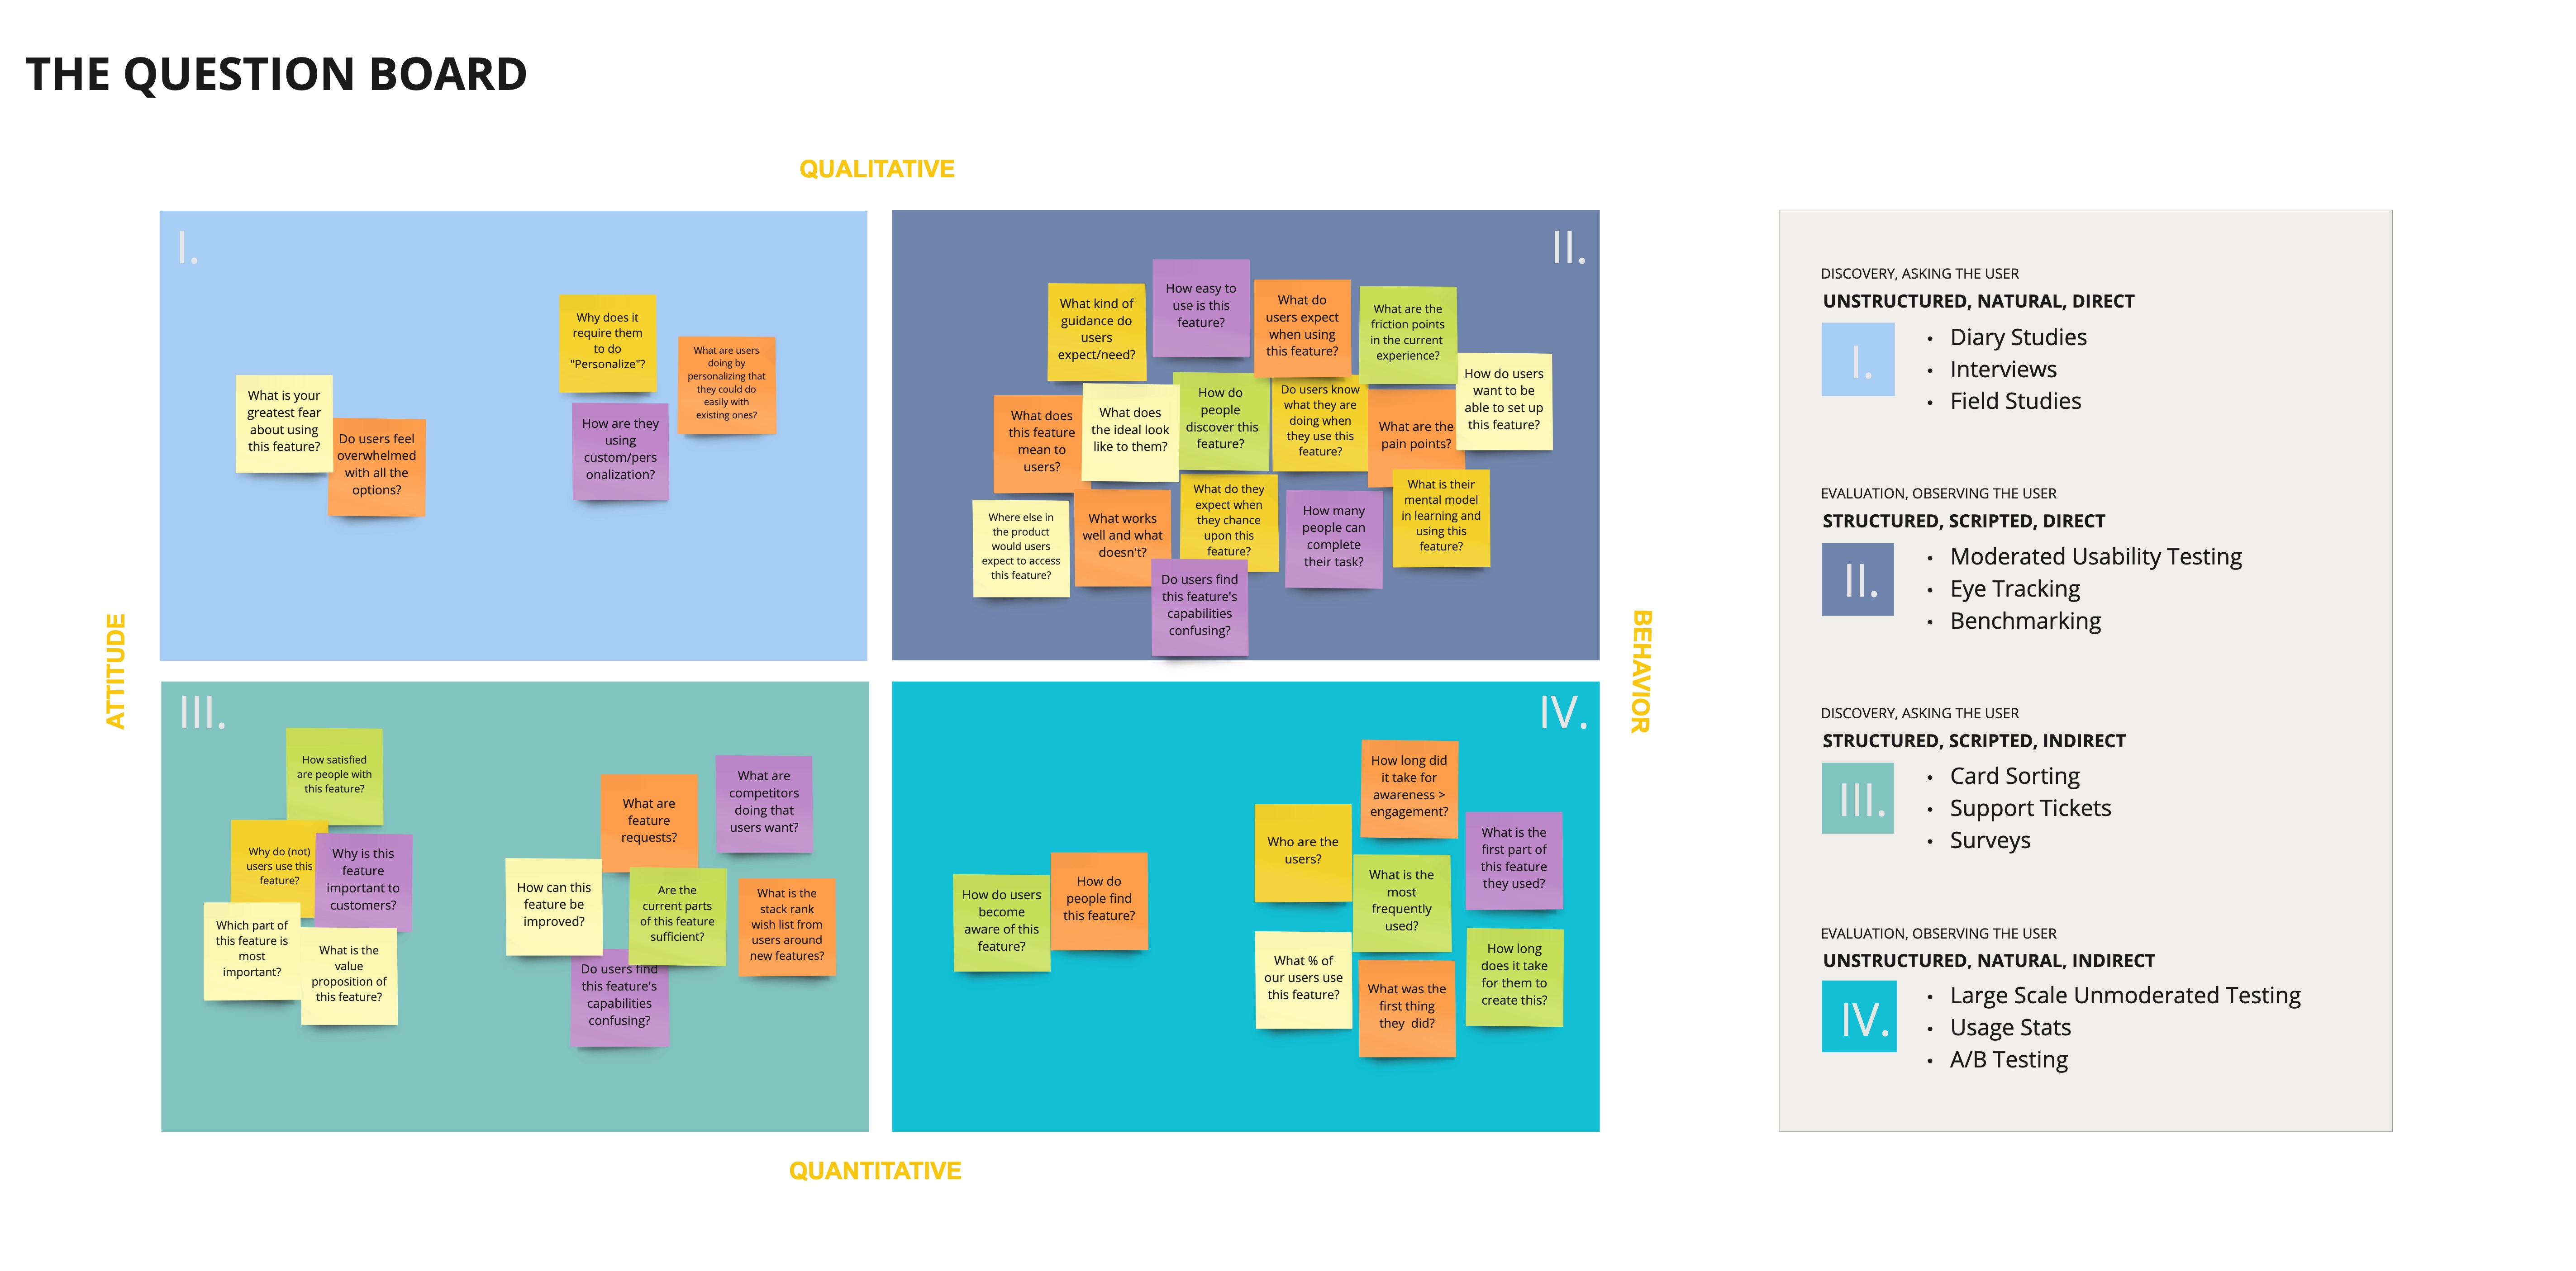 THE QUESTION BOARD
QUALITATIVE
ATTITUDE
BEHAVIOR
QUANTITATIVE
I.
What is your
greatest fear
about using
this feature?
Do users feel
overwhelmed
with all the
options?
Why does it
require them
to do
"Personalize"?
What are users
doing by
personalizing that
they could do
easily with
existing ones?
How are they
using
custom/pers
onalization?
II.
What kind of
guidance do
users
expect/need?
How easy to
use is this
feature?
What do
users expect
when using
this feature?
What are the
friction points
in the current
experience?
How do users
want to be
able to set up
this feature?
What does
this feature
mean to
users?
What does
the ideal look
like to them?
How do
people
discover this
feature?
Do users know
what they are
doing when
they use this
feature?
What are the
pain points?
Where else in
the product
would users
expect to access
this feature?
What works
well and what
doesn't?
What do they
expect when
they chance
upon this
feature?
How many
people can
complete
their task?
What is their
mental model
in learning and
using this
feature?
Do users find
this feature's
capabilities
confusing?
III.
How satisfied
are people with
this feature?
Why do (not)
users use this
feature?
Why is this
feature
important to
customers?
Which part of
this feature is
most
important?
What is the
value
proposition of
this feature?
What are
feature
requests?
What are
competitors
doing that
users want?
How can this
feature be
improved?
Are the
current parts
of this feature
sufficient?
What is the
stack rank
wish list from
users around
new features?
Do users find
this feature's
capabilities
confusing?
IV.
How do users
become
aware of this
feature?
How do
people find
this feature?
How long did
it take for
awareness >
engagement?
Who are the
users?
What is the
first part of
this feature
they used?
What is the
most
frequently
used?
What % of
our users use
this feature?
What was the
first thing
they did?
How long
does it take
for them to
create this?
DISCOVERY, ASKING THE USER
UNSTRUCTURED, NATURAL, DIRECT
I.
• Diary Studies
• Interviews
• Field Studies
EVALUATION, OBSERVING THE USER
STRUCTURED, SCRIPTED, DIRECT
II.
• Moderated Usability Testing
• Eye Tracking
• Benchmarking
DISCOVERY, ASKING THE USER
STRUCTURED, SCRIPTED, INDIRECT
III.
• Card Sorting
• Support Tickets
• Surveys
EVALUATION, OBSERVING THE USER
UNSTRUCTURED, NATURAL, INDIRECT
IV.
• Large Scale Unmoderated Testing
• Usage Stats
• A/B Testing